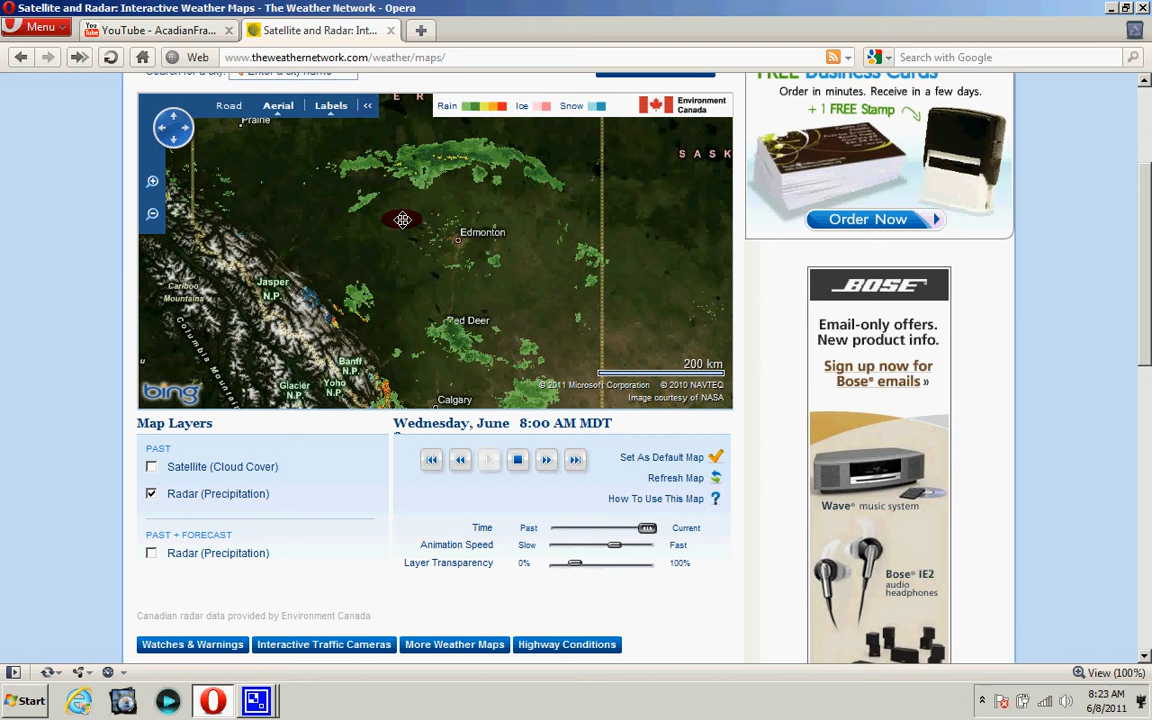 Satellite and Radar: Interactive Weather Maps - The Weather Network - Opera
Menu
YouTube - AcadianFra...
Satellite and Radar: Int...
Web
www.theweathernetwork.com/weather/maps/
Search with Google
FREE Business Cards
Order in minutes. Receive in a few days.
+ 1 FREE Stamp
Order Now
Road Aerial Labels <<
E R
Rain Ice Snow
Environment
Canada
Prairie
S A S K
Edmonton
Cariboo
Mountains
Jasper
N.P.
Columbia Mountai
Red Deer
Banff
N.P.
Glacier
N.P.
Yoho
N.P.
Calgary
u
200 km
© 2011 Microsoft Corporation © 2010 NAVTEQ
Image courtesy of NASA
bing
BOSE
Email-only offers.
New product info.
Sign up now for
Bose® emails »
Wave® music system
Bose® IE2
audio
headphones
Map Layers
PAST
Satellite (Cloud Cover)
Radar (Precipitation)
PAST + FORECAST
Radar (Precipitation)
Wednesday, June 8:00 AM MDT
Set As Default Map
Refresh Map
How To Use This Map ?
Time Past Current
Animation Speed Slow Fast
Layer Transparency 0% 100%
Canadian radar data provided by Environment Canada
Watches & Warnings
Interactive Traffic Cameras
More Weather Maps
Highway Conditions
View (100%)
Start
8:23 AM
6/8/2011